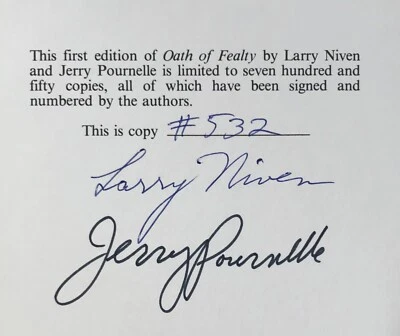 This first edition of Oath of Fealty by Larry Niven
and Jerry Pournelle is limited to seven hundred and
fifty copies, all of which have been signed and
numbered by the authors.
This is copy #532
Larry Niven
Jerry Pournelle